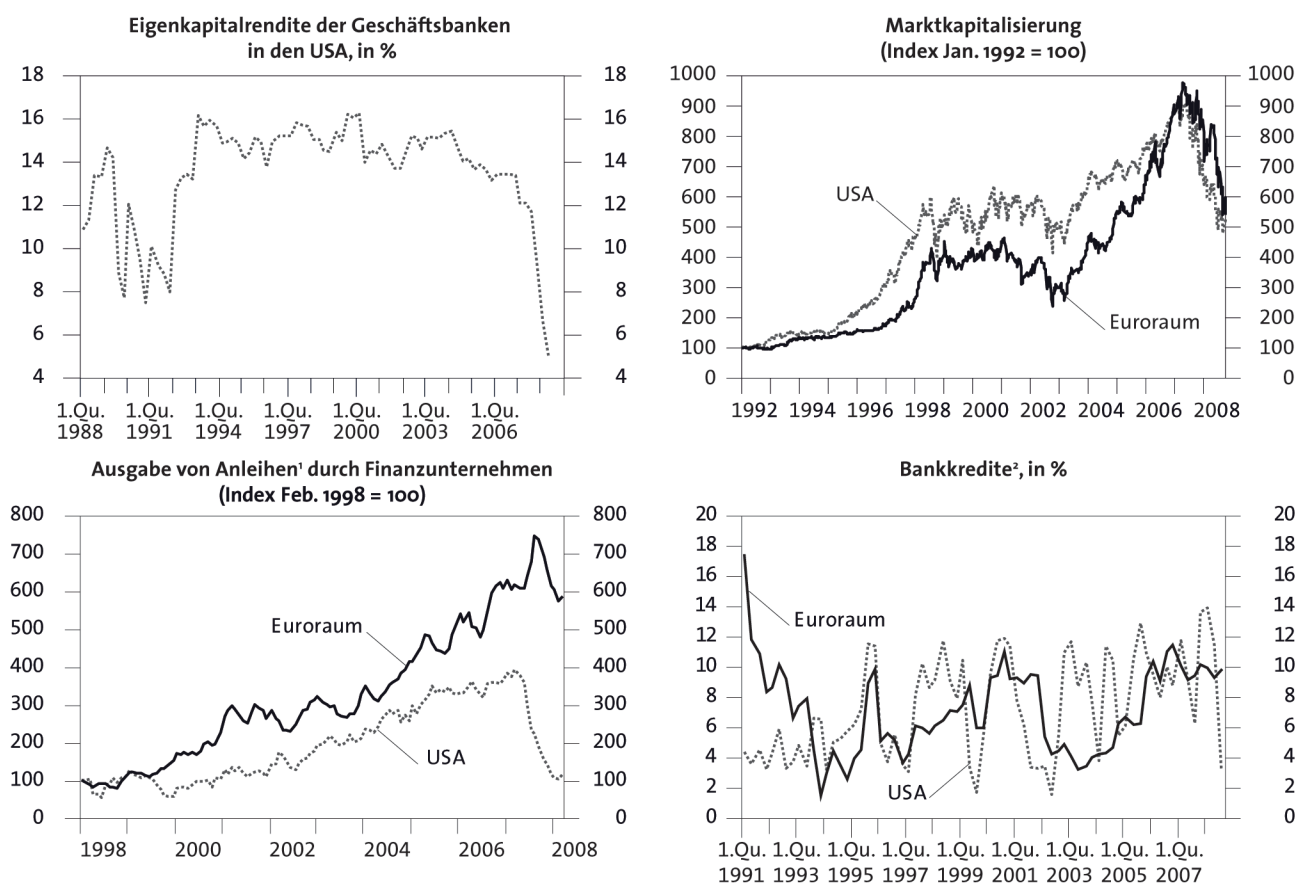 Eigenkapitalrendite der Geschäftsbanken
in den USA, in %
18 18
16 16
14 14
12 12
10 10
8 8
6 6
4 4
1.Qu. 1.Qu. 1.Qu. 1.Qu. 1.Qu. 1.Qu. 1.Qu.
1988 1991 1994 1997 2000 2003 2006
Marktkapitalisierung
(Index Jan. 1992 = 100)
1000 1000
900 900
800 800
700 700
USA
600 600
500 500
400 400
300 300
Euroraum
200 200
100 100
0 0
1992 1994 1996 1998 2000 2002 2004 2006 2008
Ausgabe von Anleihen¹ durch Finanzunternehmen
(Index Feb. 1998 = 100)
800 800
700 700
600 600
Euroraum
500 500
400 400
300 300
200 200
USA
100 100
0 0
1998 2000 2002 2004 2006 2008
Bankkredite², in %
20 20
18 18
16 16
14 14
Euroraum
12 12
10 10
8 8
6 6
4 4
USA
2 2
0 0
1.Qu. 1.Qu. 1.Qu. 1.Qu. 1.Qu. 1.Qu. 1.Qu. 1.Qu. 1.Qu.
1991 1993 1995 1997 1999 2001 2003 2005 2007